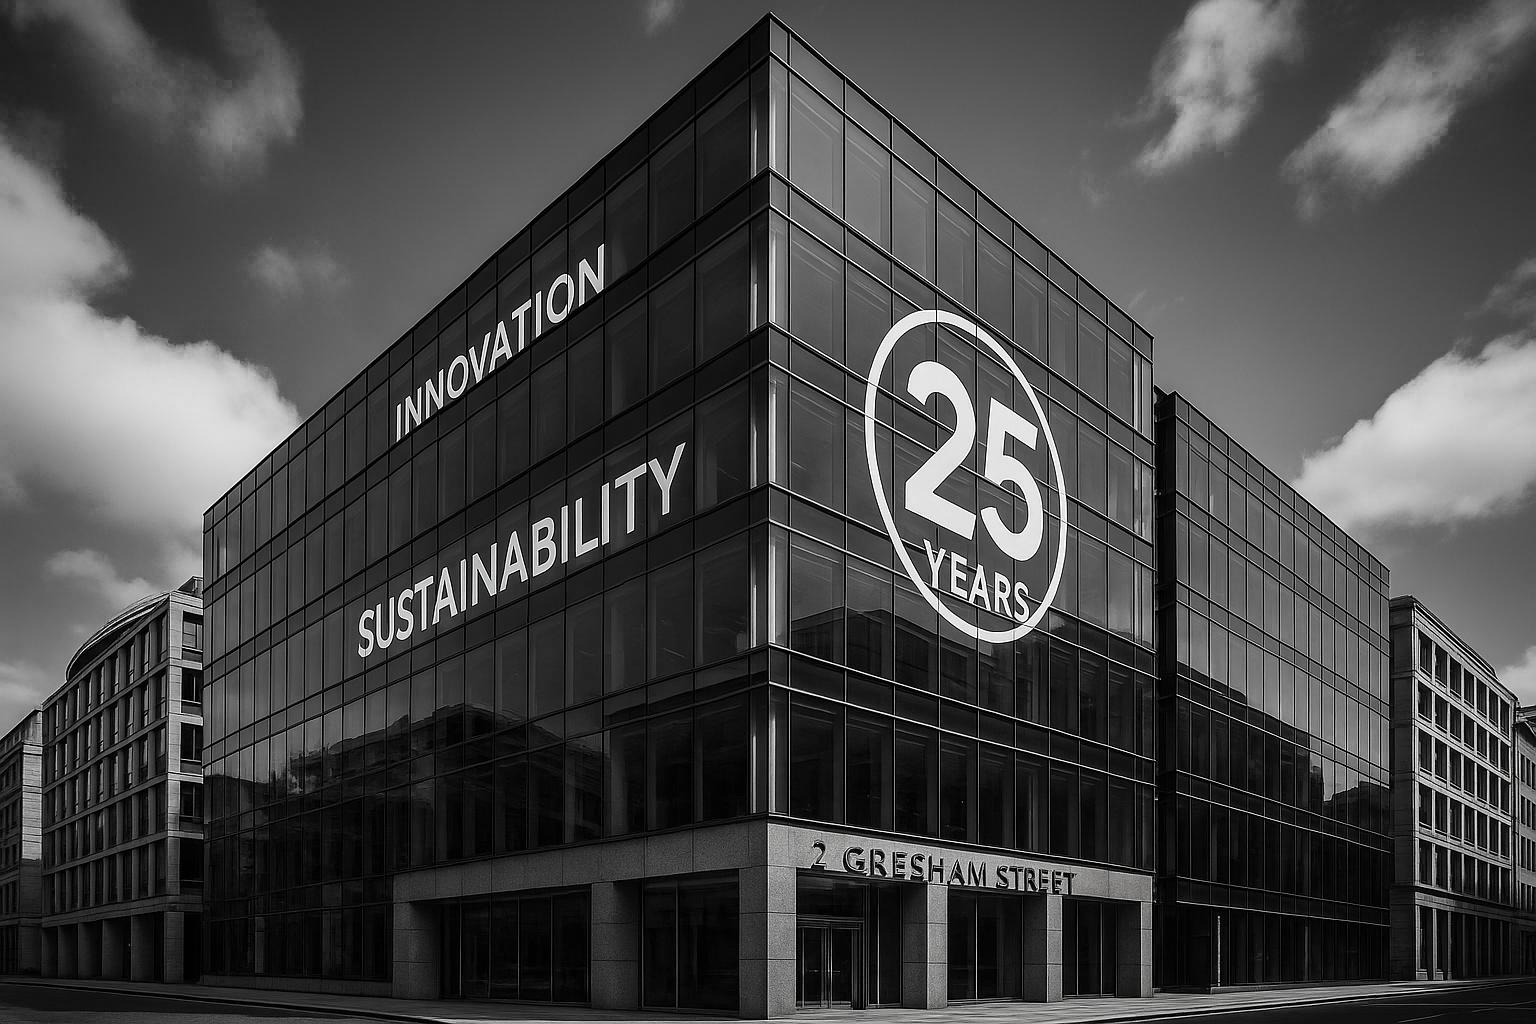 INNOVATION
SUSTAINABILITY
25
YEARS
2 GRESHAM STREET